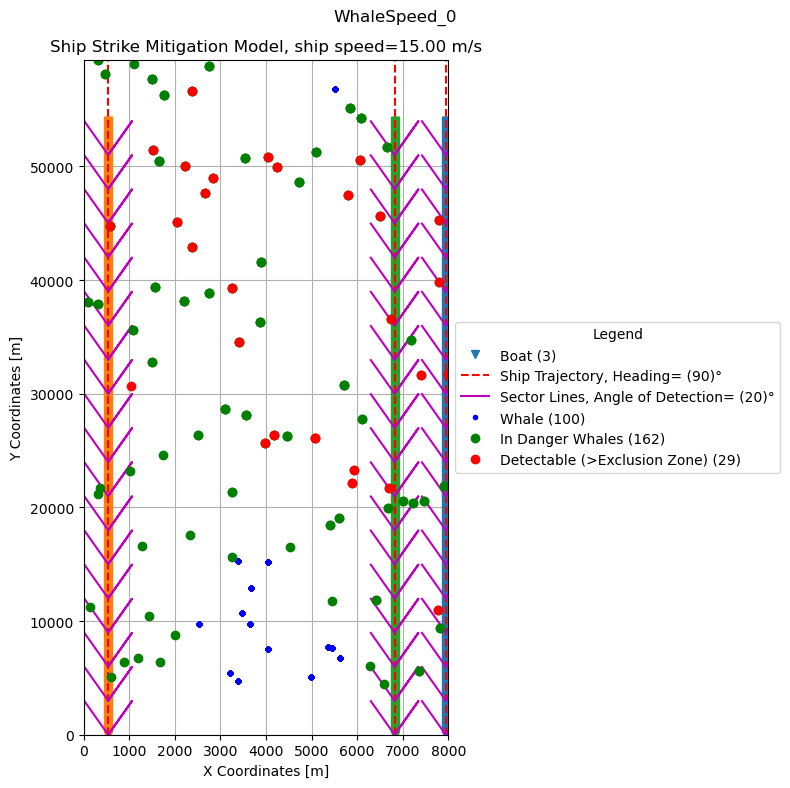 WhaleSpeed_0
Ship Strike Mitigation Model, ship speed=15.00 m/s
Y Coordinates [m]
50000
40000
30000
20000
10000
0
0 1000 2000 3000 4000 5000 6000 7000 8000
X Coordinates [m]
Legend
Boat (3)
Ship Trajectory, Heading= (90)°
Sector Lines, Angle of Detection= (20)°
Whale (100)
In Danger Whales (162)
Detectable (>Exclusion Zone) (29)